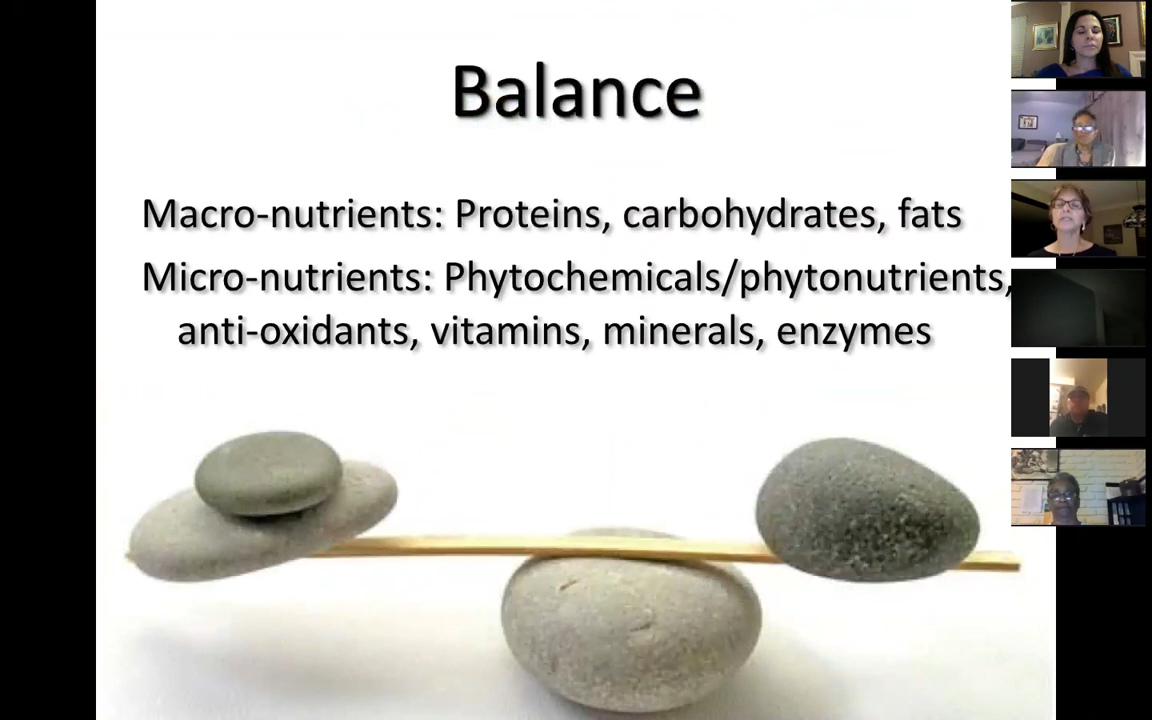 Balance
Macro-nutrients: Proteins, carbohydrates, fats
Micro-nutrients: Phytochemicals/phytonutrients,
anti-oxidants, vitamins, minerals, enzymes